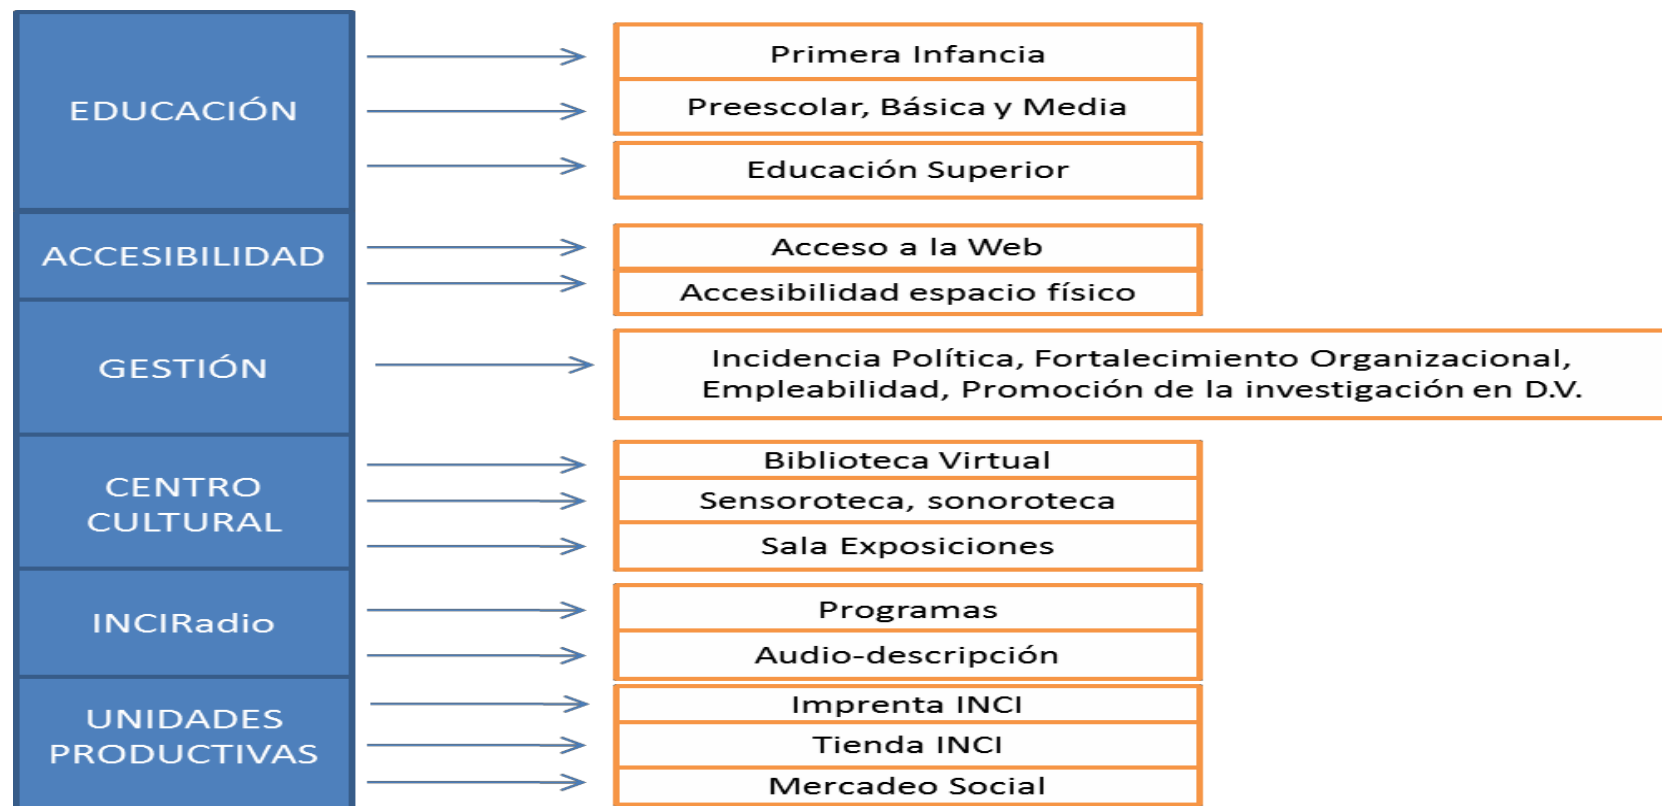 EDUCACIÓN
Primera Infancia
Preescolar, Básica y Media
Educación Superior
ACCESIBILIDAD
Acceso a la Web
Accesibilidad espacio físico
GESTIÓN
Incidencia Política, Fortalecimiento Organizacional,
Empleabilidad, Promoción de la investigación en D.V.
CENTRO
CULTURAL
Biblioteca Virtual
Sensoroteca, sonoroteca
Sala Exposiciones
INCIRadio
Programas
Audio-descripción
UNIDADES
PRODUCTIVAS
Imprenta INCI
Tienda INCI
Mercadeo Social